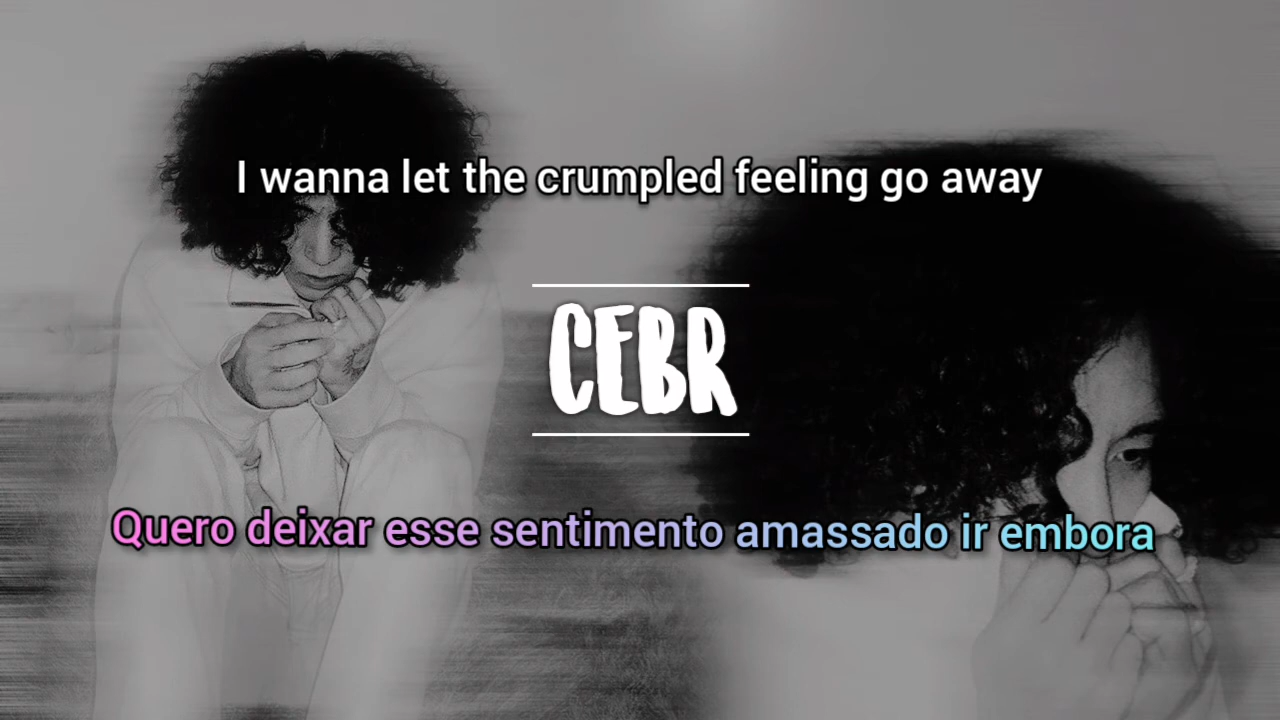 I wanna let the crumpled feeling go away
CEBR
Quero deixar esse sentimento amassado ir embora